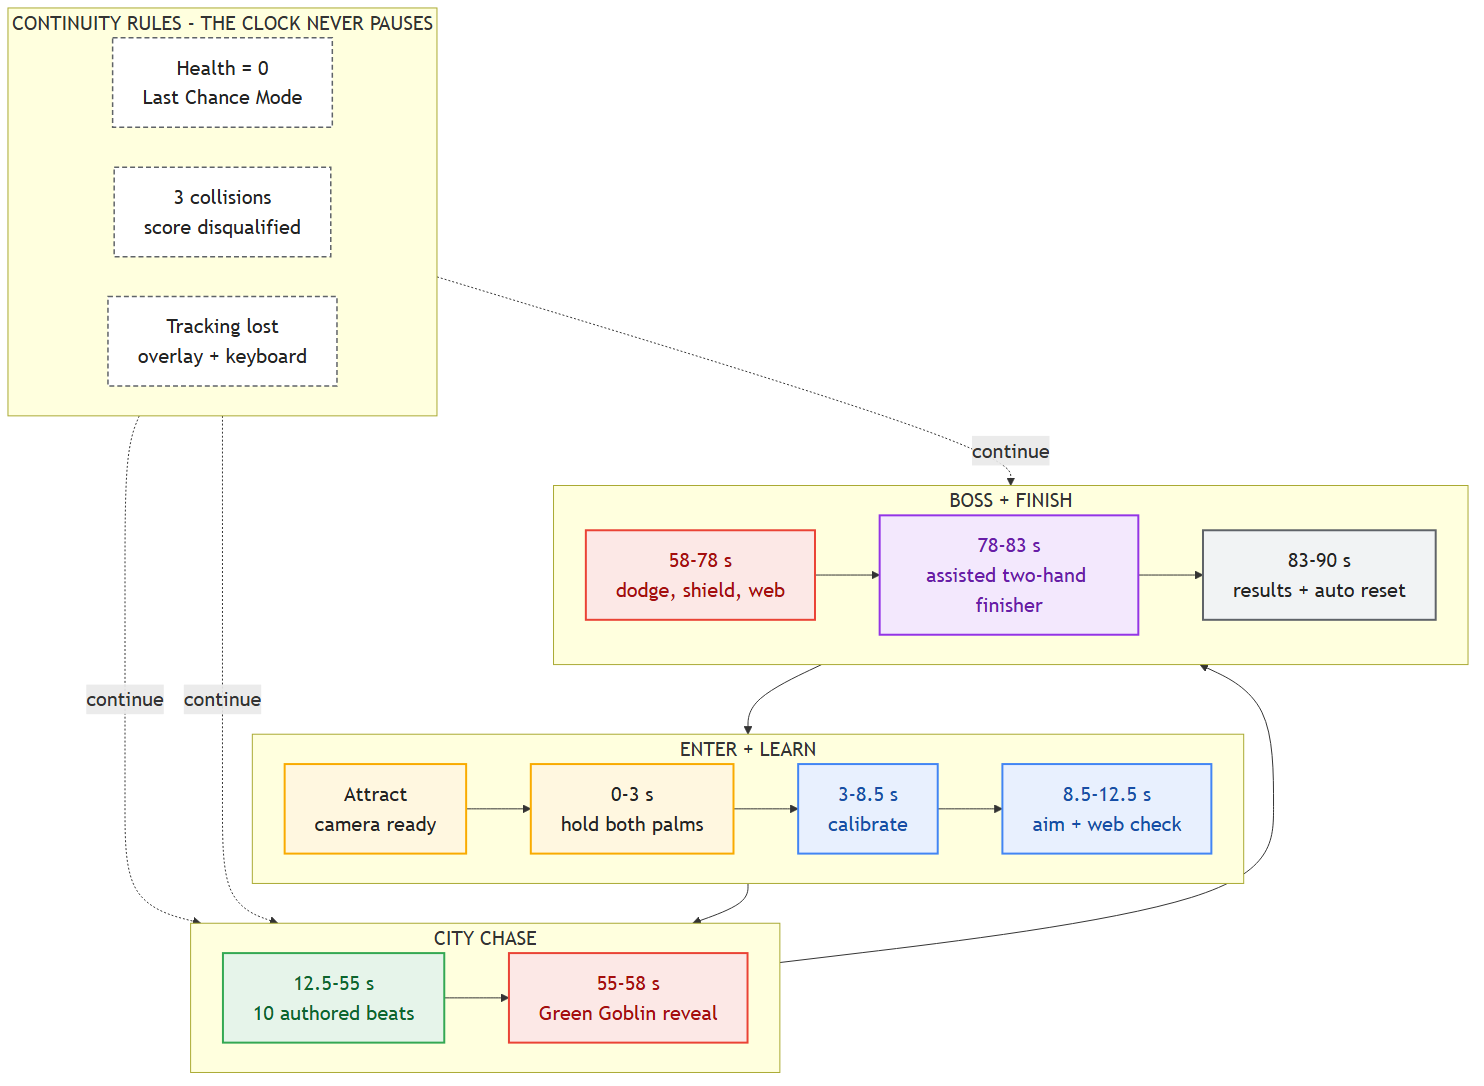 CONTINUITY RULES - THE CLOCK NEVER PAUSES
Health = 0
Last Chance Mode
3 collisions
score disqualified
Tracking lost
overlay + keyboard
continue
BOSS + FINISH
58-78 s
dodge, shield, web
78-83 s
assisted two-hand
finisher
83-90 s
results + auto reset
continue
continue
ENTER + LEARN
Attract
camera ready
0-3 s
hold both palms
3-8.5 s
calibrate
8.5-12.5 s
aim + web check
CITY CHASE
12.5-55 s
10 authored beats
55-58 s
Green Goblin reveal